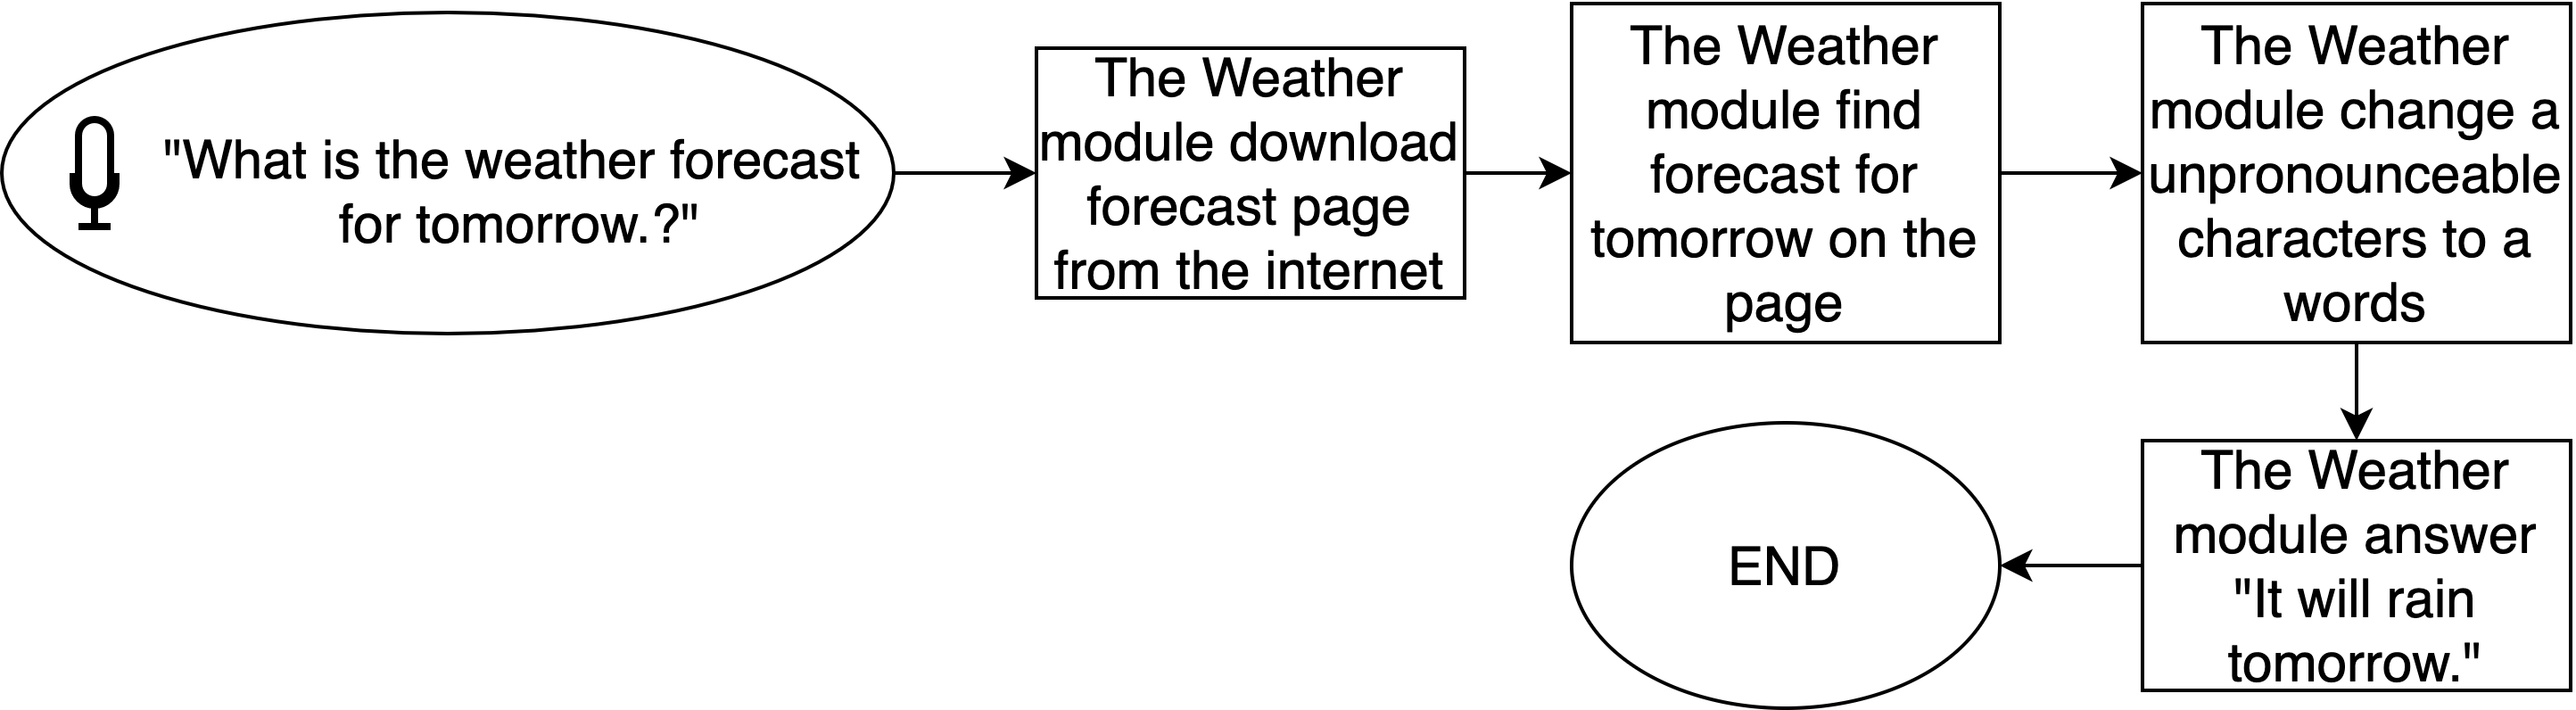 "What is the weather forecast
for tomorrow.?"
The Weather
module download
forecast page
from the internet
The Weather
module find
forecast for
tomorrow on the
page
The Weather
module change a
unpronounceable
characters to a
words
The Weather
module answer
"It will rain
tomorrow."
END